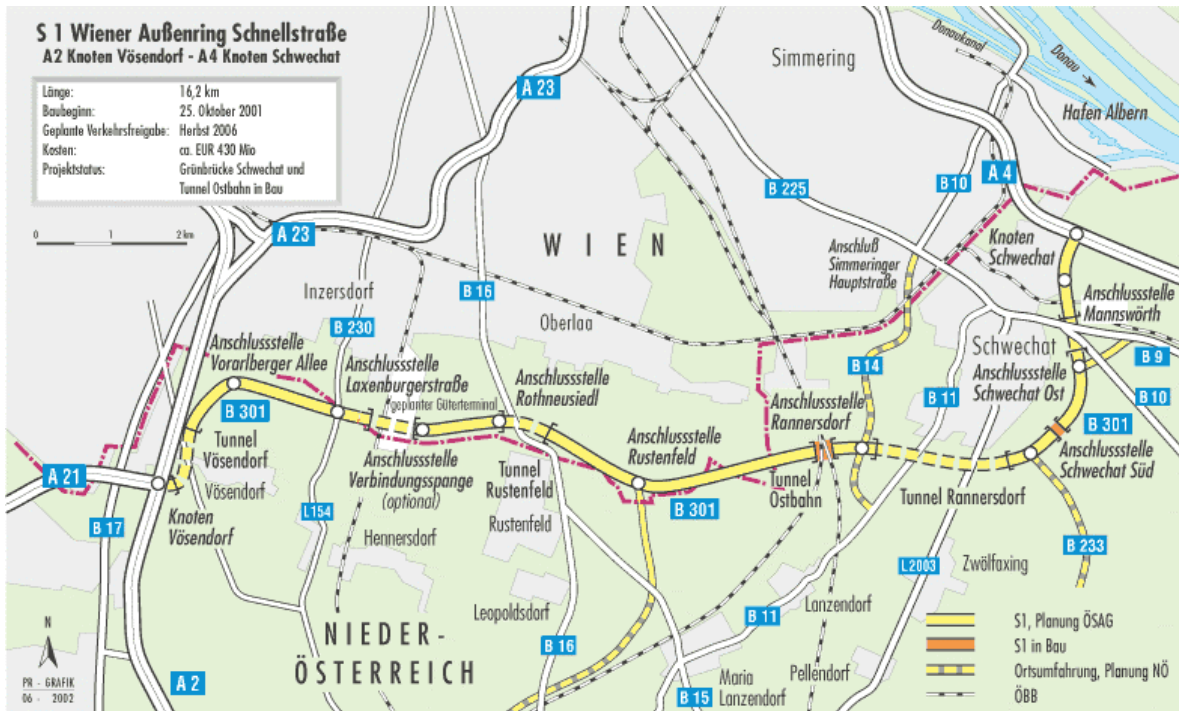 S 1 Wiener Außenring Schnellstraße
A2 Knoten Vösendorf - A4 Knoten Schwechat
Länge: 16,2 km
Baubeginn: 25. Oktober 2001
Geplante Verkehrsfreigabe: Herbst 2006
Kosten: ca. EUR 430 Mio
Projektstatus: Grünbrücke Schwechat und
Tunnel Ostbahn in Bau
0 1 2 km
A 23
A 23
Simmering
Donaukanal
Donau
Hafen Albern
A 4
B 10
B 225
WIEN
Anschluß
Simmeringer
Hauptstraße
Knoten
Schwechat
Anschlussstelle
Mannswörth
B 9
B 10
Inzersdorf
B 230
B 16
Oberlaa
Anschlussstelle
Vorarlberger Allee
Anschlussstelle
Laxenburgerstraße
geplanter Güterterminal
Anschlussstelle
Rothneusiedl
B 14
B 11
Schwechat
Anschlussstelle
Schwechat Ost
B 301
Anschlussstelle
Schwechat Süd
B 301
Tunnel
Vösendorf
Vösendorf
A 21
B 17
Knoten
Vösendorf
Anschlussstelle
Verbindungsspange
(optional)
Tunnel
Rustenfeld
Rustenfeld
Anschlussstelle
Rustenfeld
B 301
Anschlussstelle
Rannersdorf
Tunnel
Ostbahn
Tunnel Rannersdorf
L154
Hennersdorf
Leopoldsdorf
B 16
NIEDER-
ÖSTERREICH
A 2
B 15
Maria
Lanzendorf
B 11
Lanzendorf
Pellendorf
L2003
Zwölfaxing
B 233
N
PR - GRAFIK
06 - 2002
S1, Planung ÖSAG
S1 in Bau
Ortsumfahrung, Planung NÖ
ÖBB